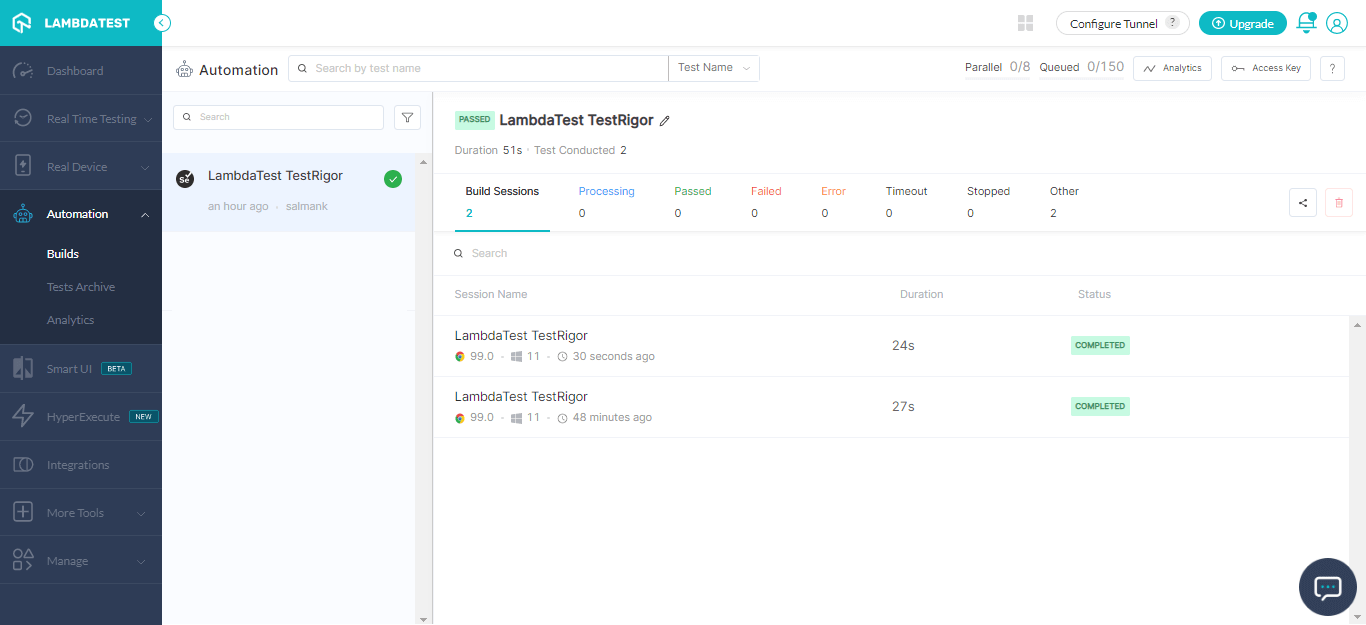 LAMBDATEST
Configure Tunnel ?
Upgrade
Dashboard
Real Time Testing
Real Device
Automation
Builds
Tests Archive
Analytics
Smart UI BETA
HyperExecute NEW
Integrations
More Tools
Manage
Automation
Search by test name
Test Name
Parallel 0/8 Queued 0/150
Analytics
Access Key
?
Search
Se
LambdaTest TestRigor
an hour ago salmank
PASSED LambdaTest TestRigor
Duration 51s · Test Conducted 2
Build Sessions Processing Passed Failed Error Timeout Stopped Other
2 0 0 0 0 0 0 2
Search
Session Name Duration Status
LambdaTest TestRigor
99.0 · 11 · 30 seconds ago
24s COMPLETED
LambdaTest TestRigor
99.0 · 11 · 48 minutes ago
27s COMPLETED